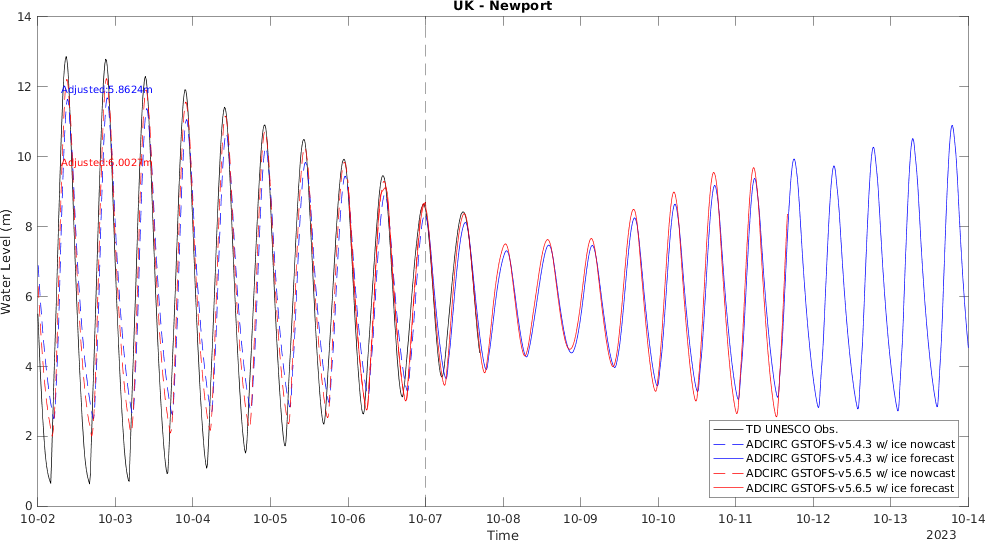 UK - Newport
14
12
10
8
6
4
2
0
Water Level (m)
Adjusted:5.8624m
Adjusted:6.0027m
TD UNESCO Obs.
ADCIRC GSTOFS-v5.4.3 w/ ice nowcast
ADCIRC GSTOFS-v5.4.3 w/ ice forecast
ADCIRC GSTOFS-v5.6.5 w/ ice nowcast
ADCIRC GSTOFS-v5.6.5 w/ ice forecast
10-02 10-03 10-04 10-05 10-06 10-07 10-08 10-09 10-10 10-11 10-12 10-13 10-14
Time
2023